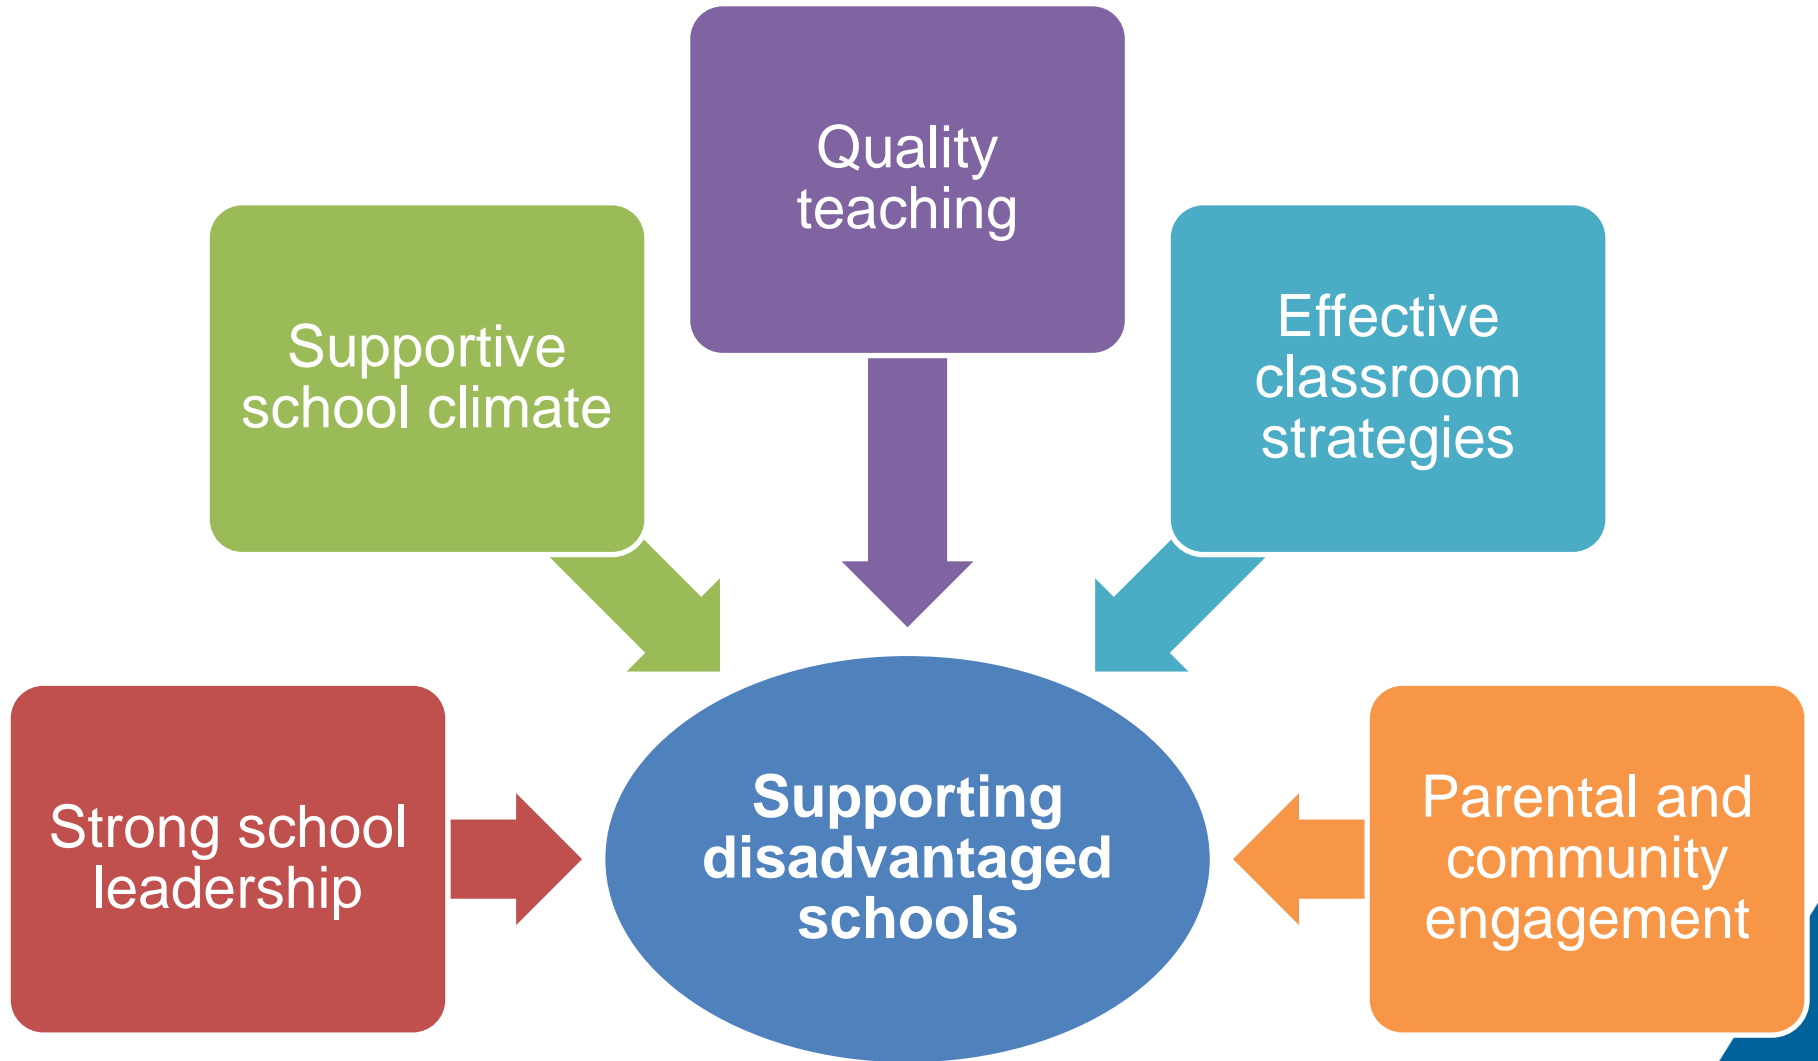 Quality
teaching
Supportive
school climate
Effective
classroom
strategies
Strong school
leadership
Supporting
disadvantaged
schools
Parental and
community
engagement